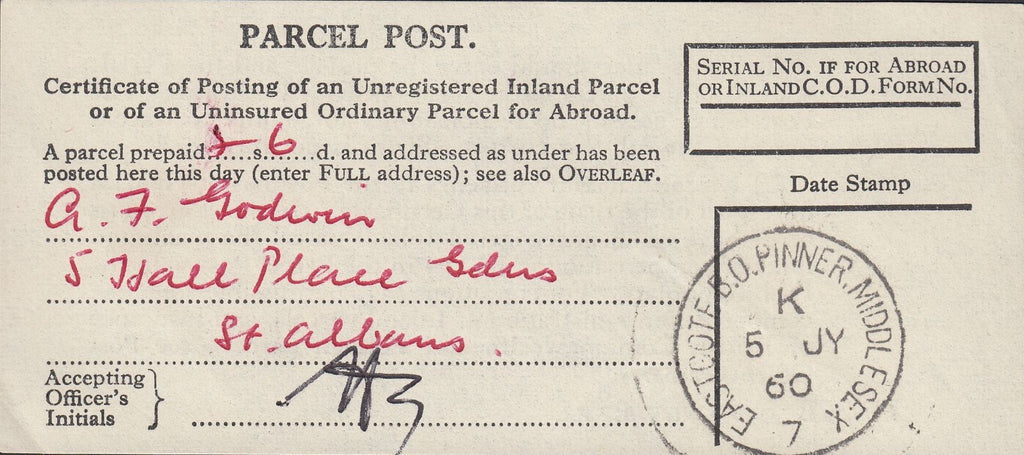 PARCEL POST.
Certificate of Posting of an Unregistered Inland Parcel
or of an Uninsured Ordinary Parcel for Abroad.
A parcel prepaid 2 s. 6 d. and addressed as under has been
posted here this day (enter FULL address); see also OVERLEAF.
A. F. Godwin
5 Hall Place Gdns
St. Albans.
Accepting
Officer's
Initials
SERIAL NO. IF FOR ABROAD
OR INLAND C.O.D. FORM NO.
Date Stamp
EASTCOTE B.O. PINNER. MIDDLESEX
K
5 JY
60
7